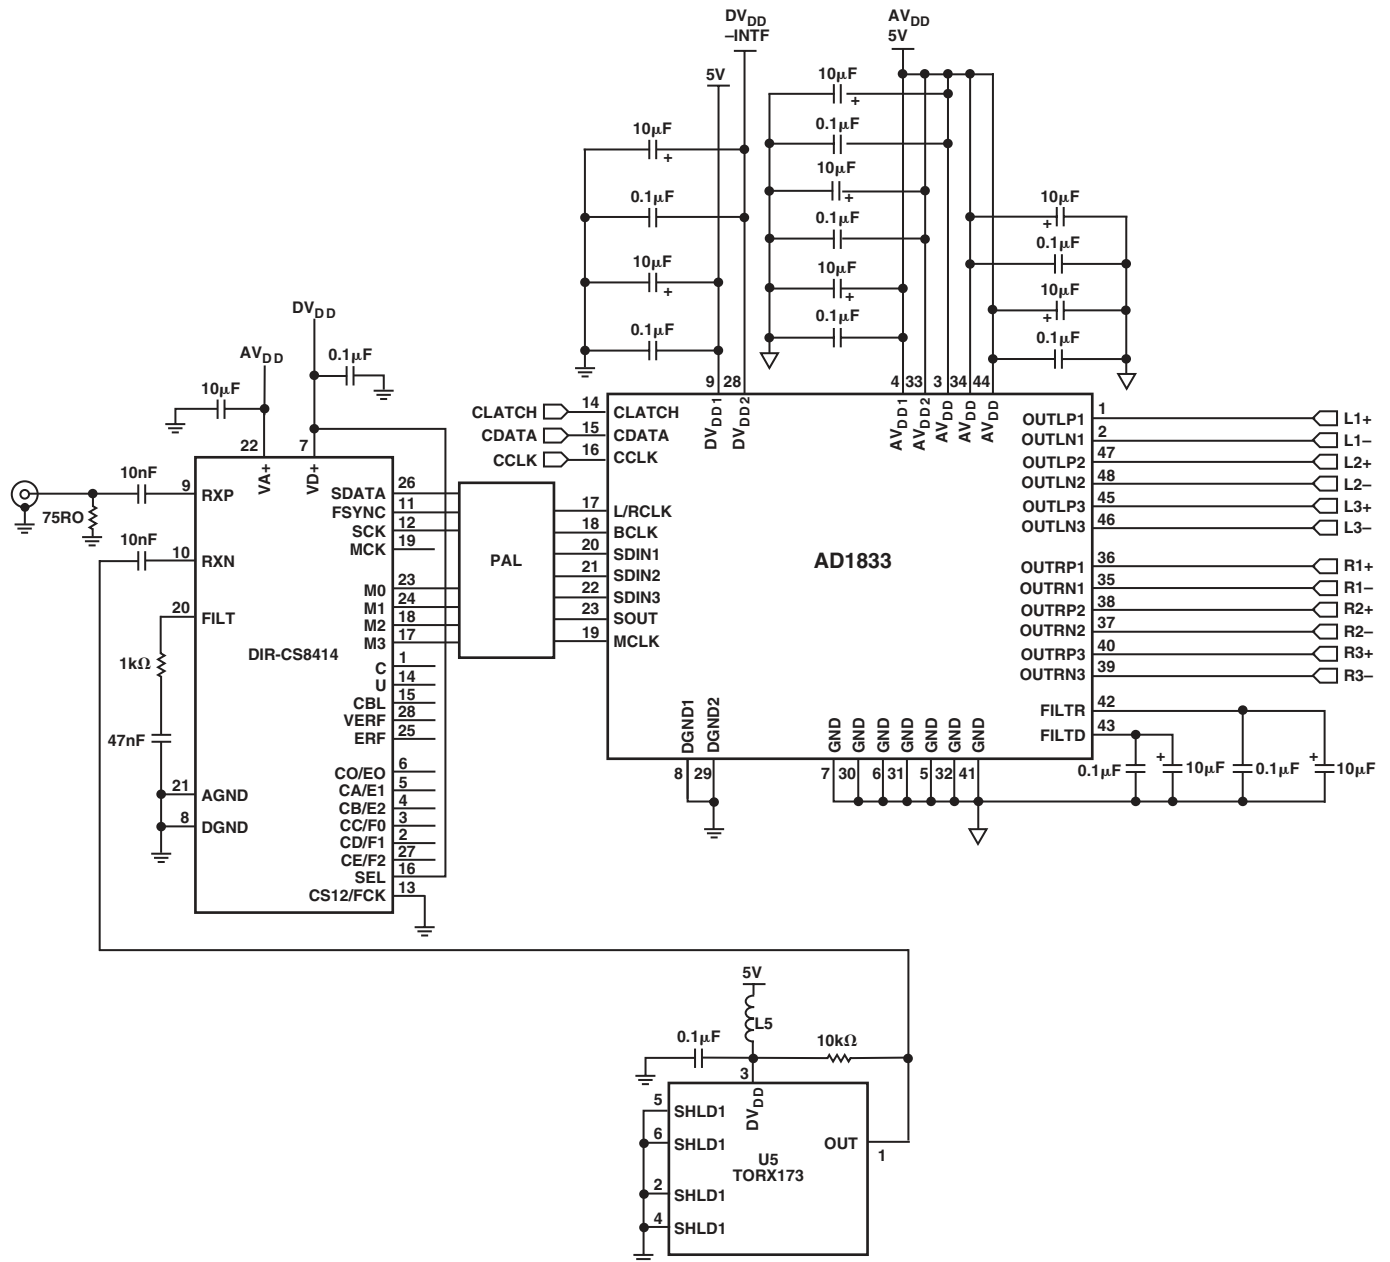 DVDD
–INTF
AVDD
5V
5V
10µF
0.1µF
10µF
0.1µF
10µF
0.1µF
10µF
0.1µF
10µF
0.1µF
10µF
0.1µF
10µF
0.1µF
+
+
+
+
+
+
+
9
28
4
33
3
34
44
DVDD1
DVDD2
AVDD1
AVDD2
AVDD
AVDD
AVDD
DVDD
AVDD
0.1µF
10µF
22
7
VA+
VD+
10nF
9
RXP
75RO
10nF
10
RXN
20
FILT
1kΩ
47nF
21
AGND
8
DGND
DIR-CS8414
SDATA 26
FSYNC 11
SCK 12
MCK 19
M0 23
M1 24
M2 18
M3 17
C 1
U 14
CBL 15
VERF 28
ERF 25
CO/EO 6
CA/E1 5
CB/E2 4
CC/F0 3
CD/F1 2
CE/F2 27
SEL 16
CS12/FCK 13
PAL
CLATCH 14 CLATCH
CDATA 15 CDATA
CCLK 16 CCLK
17 L/RCLK
18 BCLK
20 SDIN1
21 SDIN2
22 SDIN3
23 SOUT
19 MCLK
AD1833
OUTLP1 1 L1+
OUTLN1 2 L1–
OUTLP2 47 L2+
OUTLN2 48 L2–
OUTLP3 45 L3+
OUTLN3 46 L3–
OUTRP1 36 R1+
OUTRN1 35 R1–
OUTRP2 38 R2+
OUTRN2 37 R2–
OUTRP3 40 R3+
OUTRN3 39 R3–
FILTR 42
FILTD 43
DGND1
DGND2
8
29
GND
GND
GND
GND
GND
GND
GND
7
30
6
31
5
32
41
0.1µF
+
10µF
0.1µF
+
10µF
5V
L5
0.1µF
10kΩ
3
DVDD
5 SHLD1
6 SHLD1
2 SHLD1
4 SHLD1
OUT
1
U5
TORX173